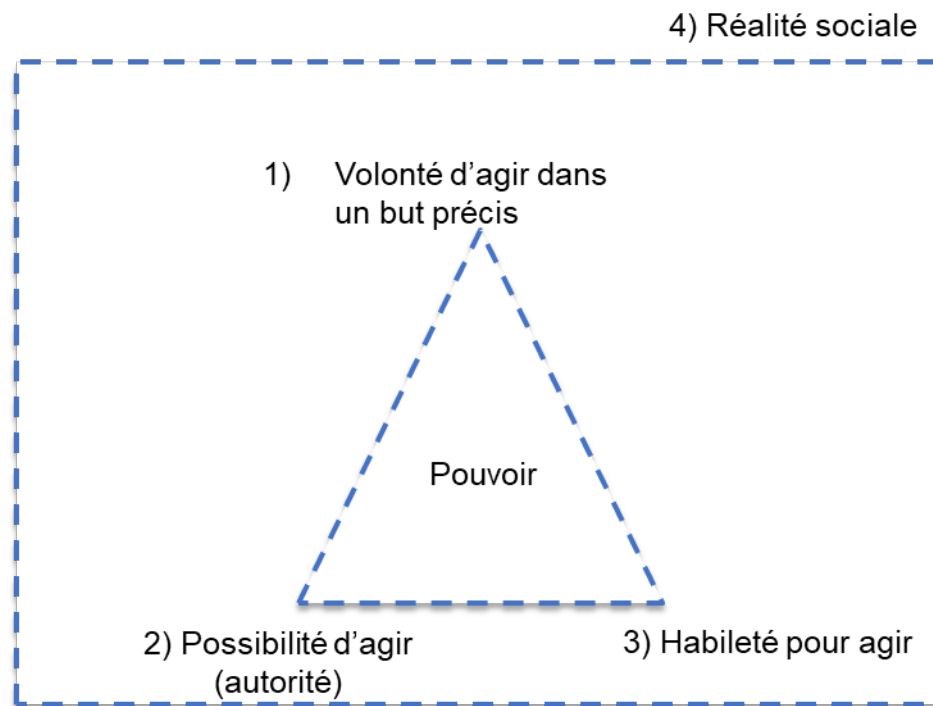 4) Réalité sociale
1) Volonté d'agir dans
un but précis
Pouvoir
2) Possibilité d'agir
(autorité)
3) Habileté pour agir